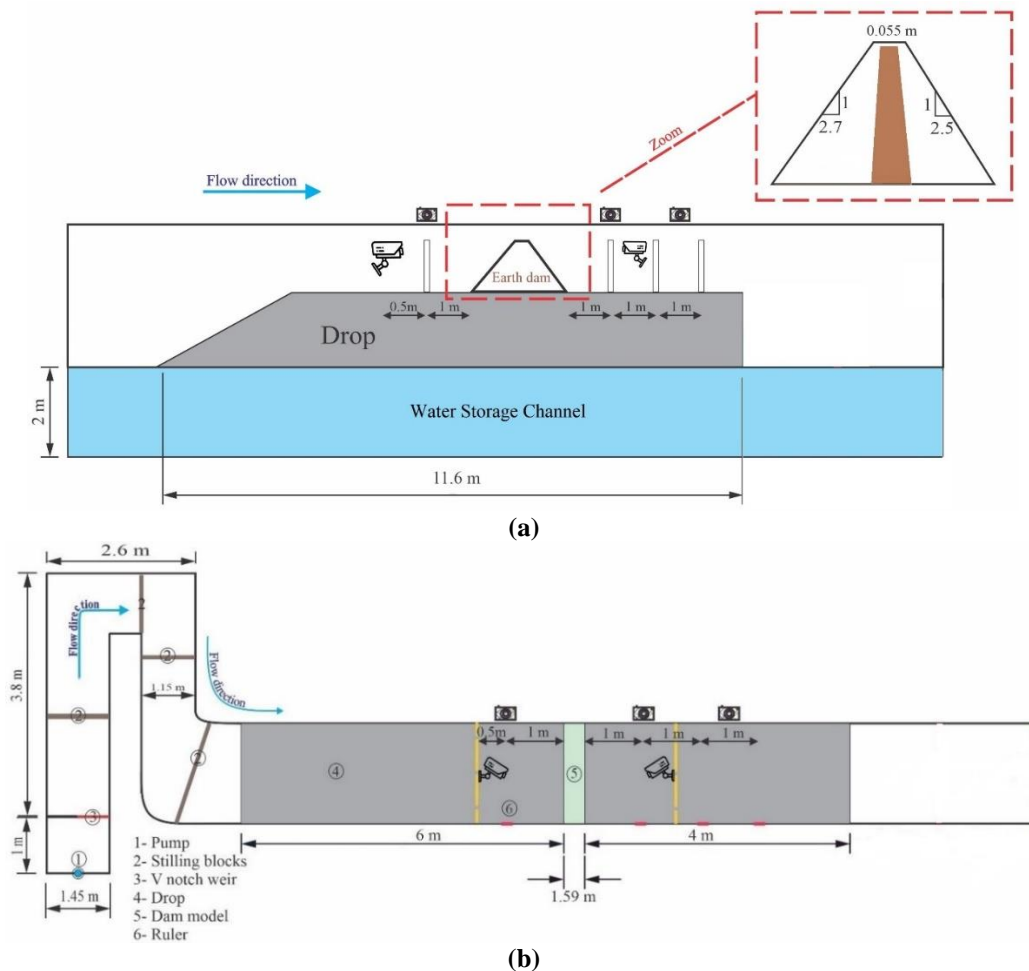 0.055 m
1
2.7
1
2.5
Zoom
Flow direction
Earth dam
0.5m
1 m
1 m
1 m
1 m
Drop
2 m
Water Storage Channel
11.6 m
(a)
2.6 m
Flow direction
2
②
Flow direction
3.8 m
1.15 m
②
②
0.5m
1 m
1 m
1 m
1 m
④
⑤
⑥
③
1 m
①
6 m
4 m
1.59 m
1.45 m
1- Pump
2- Stilling blocks
3- V notch weir
4- Drop
5- Dam model
6- Ruler
(b)